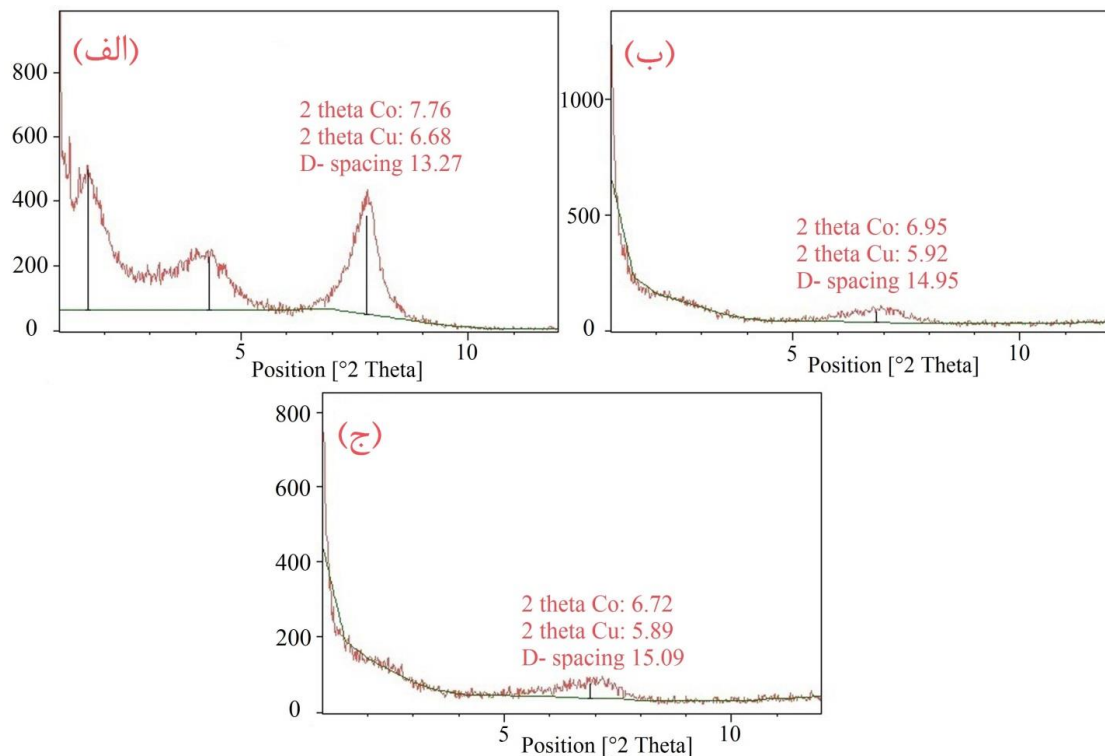 (الف)
800
600
400
200
0
2 theta Co: 7.76
2 theta Cu: 6.68
D- spacing 13.27
5
10
Position [°2 Theta]
(ب)
1000
500
0
2 theta Co: 6.95
2 theta Cu: 5.92
D- spacing 14.95
5
10
Position [°2 Theta]
(ج)
800
600
400
200
0
2 theta Co: 6.72
2 theta Cu: 5.89
D- spacing 15.09
5
10
Position [°2 Theta]